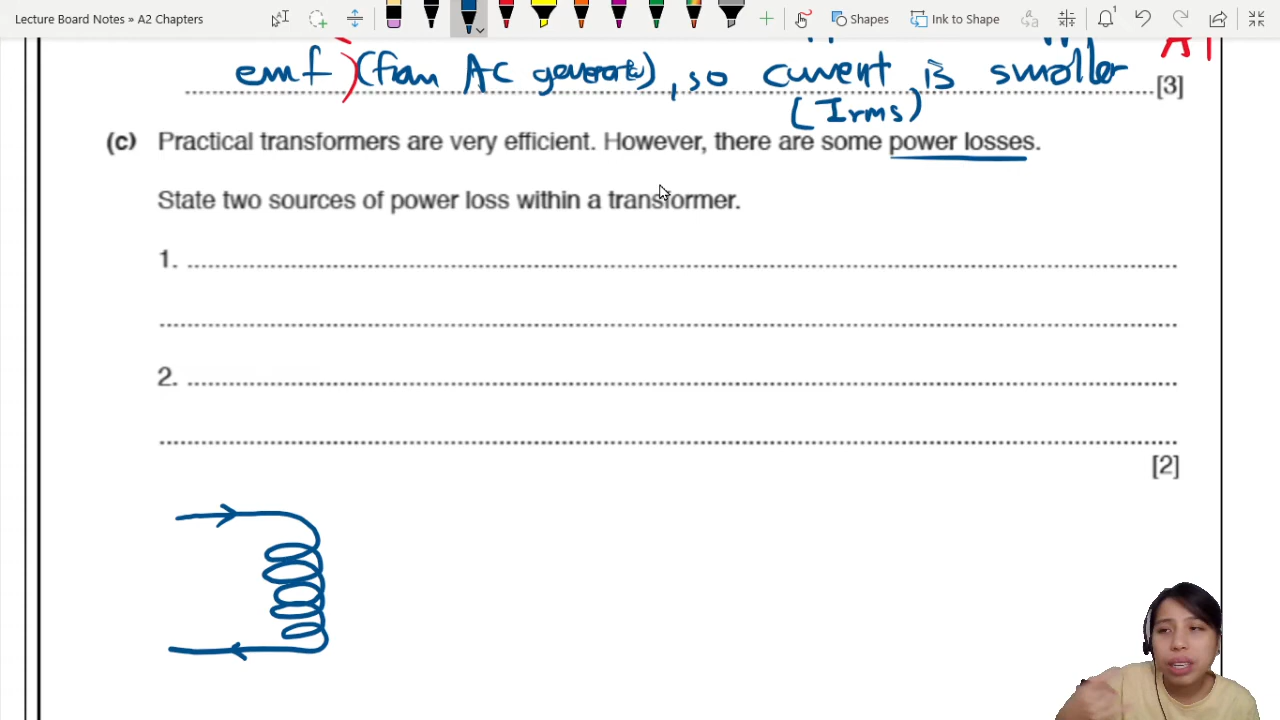 Lecture Board Notes » A2 Chapters
Shapes
Ink to Shape
1
A1
emf (from AC generator), so current is smaller
[3]
(Irms)
(c) Practical transformers are very efficient. However, there are some power losses.
State two sources of power loss within a transformer.
1.
2.
[2]